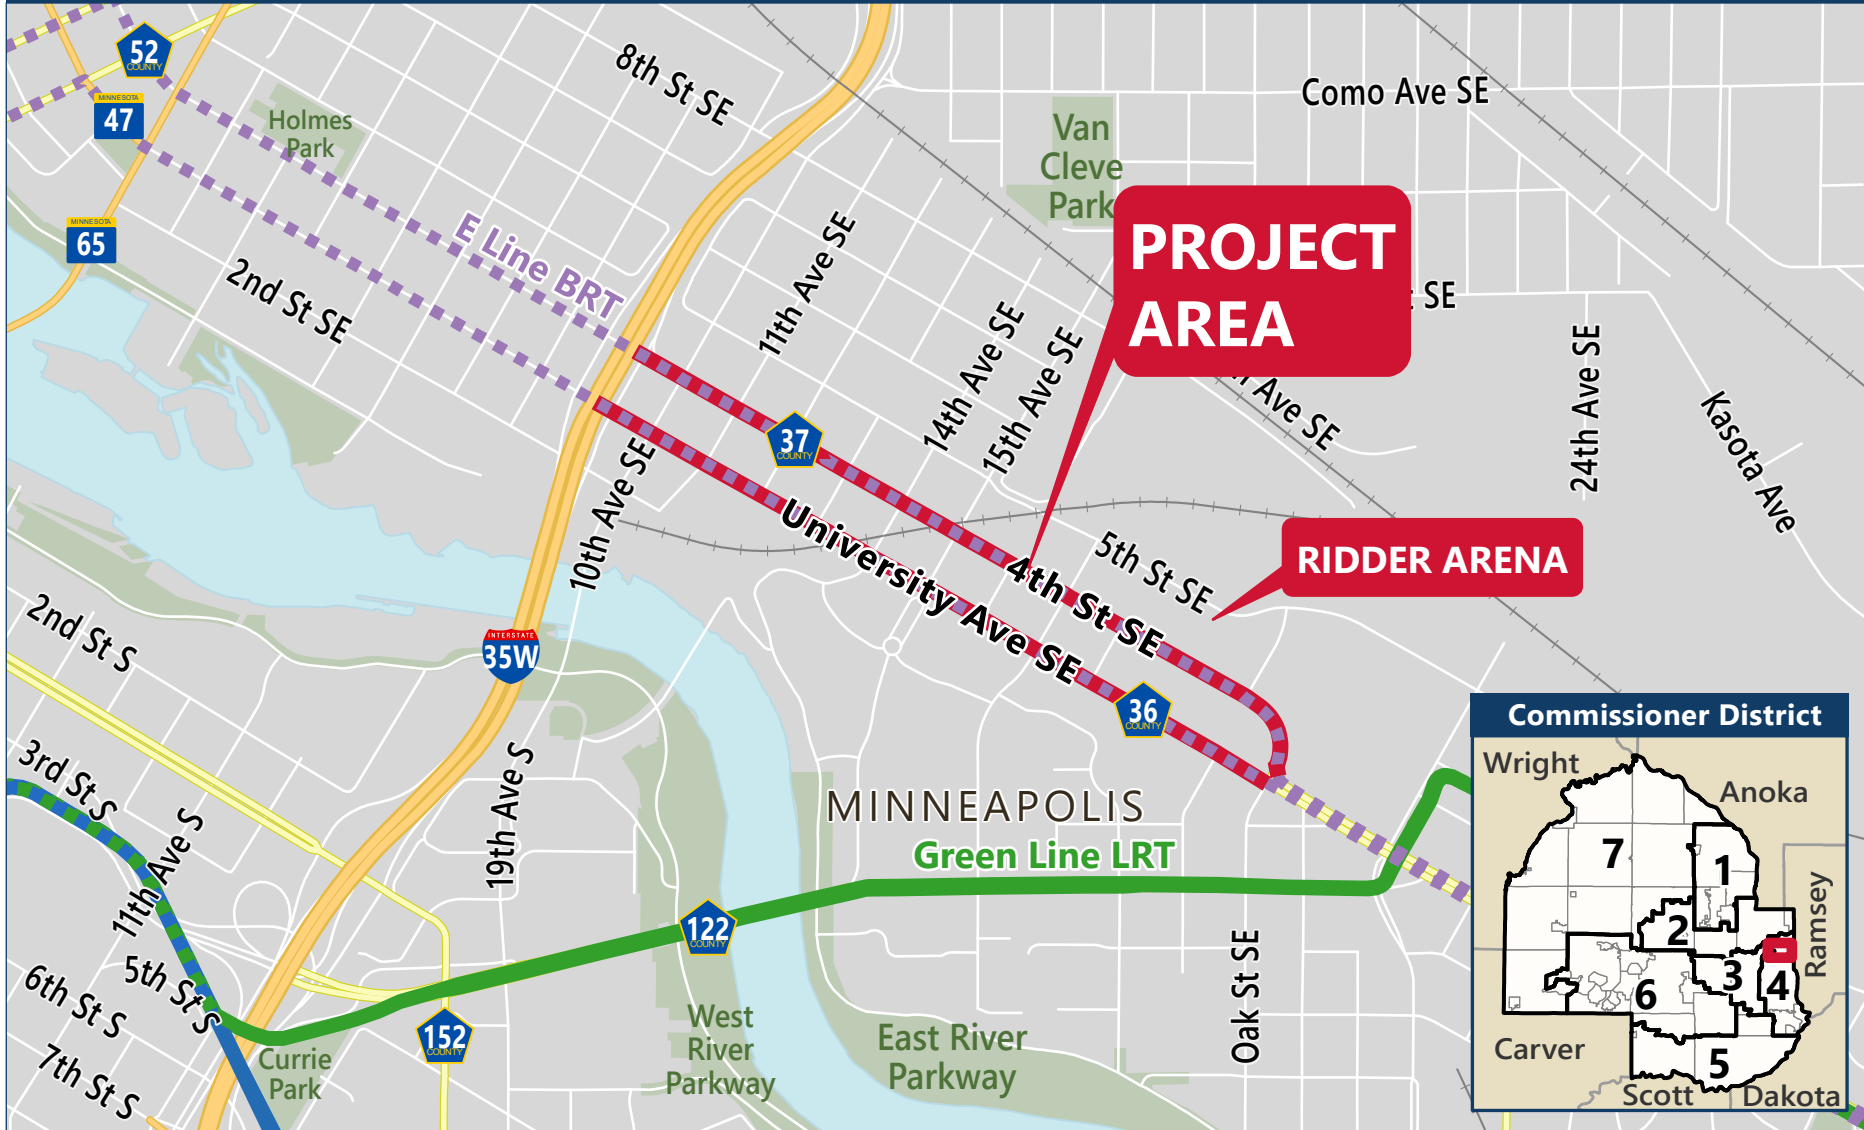 52
COUNTY
MINNESOTA
47
MINNESOTA
65
Holmes
Park
8th St SE
Como Ave SE
Van
Cleve
Park
PROJECT
AREA
E Line BRT
2nd St SE
11th Ave SE
14th Ave SE
15th Ave SE
SE
Ave SE
24th Ave SE
Kasota Ave
37
COUNTY
10th Ave SE
University Ave SE
4th St SE
5th St SE
RIDDER ARENA
2nd St S
INTERSTATE
35W
36
COUNTY
3rd St S
11th Ave S
19th Ave S
MINNEAPOLIS
Green Line LRT
122
COUNTY
5th St S
6th St S
7th St S
Currie
Park
152
COUNTY
West
River
Parkway
East River
Parkway
Oak St SE
Commissioner District
Wright
Anoka
7
1
2
Ramsey
3
4
6
Carver
5
Scott
Dakota